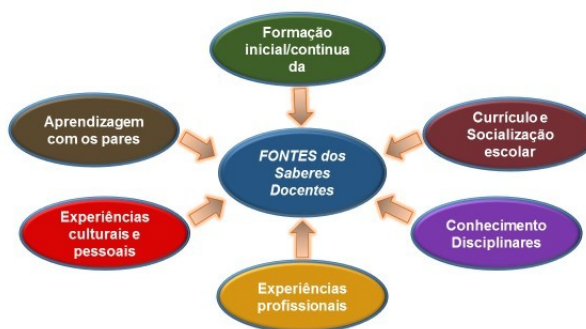 Formação
inicial/continua
da
Aprendizagem
com os pares
Currículo e
Socialização
escolar
FONTES dos
Saberes
Docentes
Experiências
culturais e
pessoais
Conhecimento
Disciplinares
Experiências
profissionais